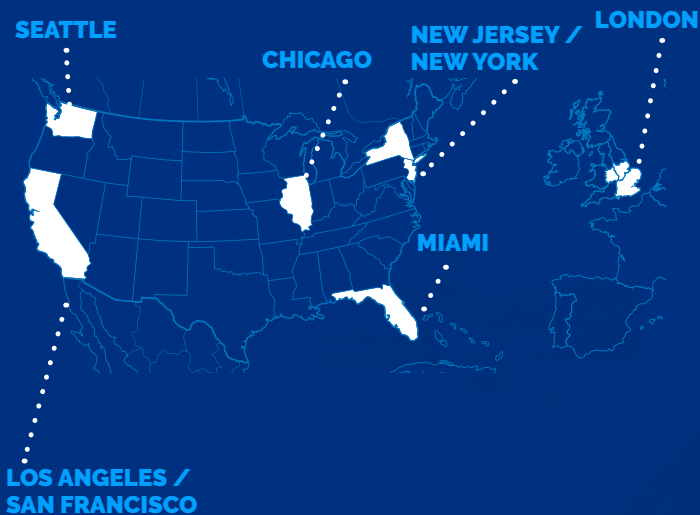 SEATTLE
CHICAGO
NEW JERSEY /
NEW YORK
LONDON
MIAMI
LOS ANGELES /
SAN FRANCISCO